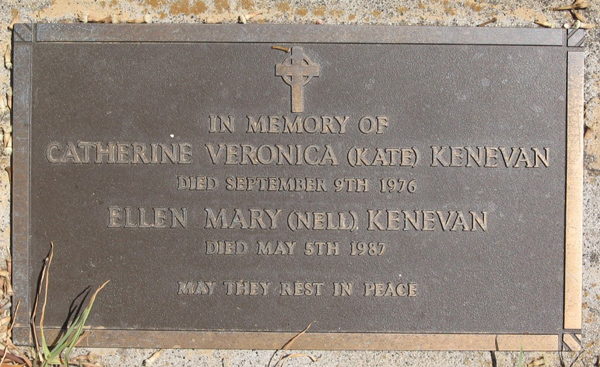 IN MEMORY OF
CATHERINE VERONICA (KATE) KENEVAN
DIED SEPTEMBER 9TH 1976
ELLEN MARY (NELL) KENEVAN
DIED MAY 5TH 1987
MAY THEY REST IN PEACE